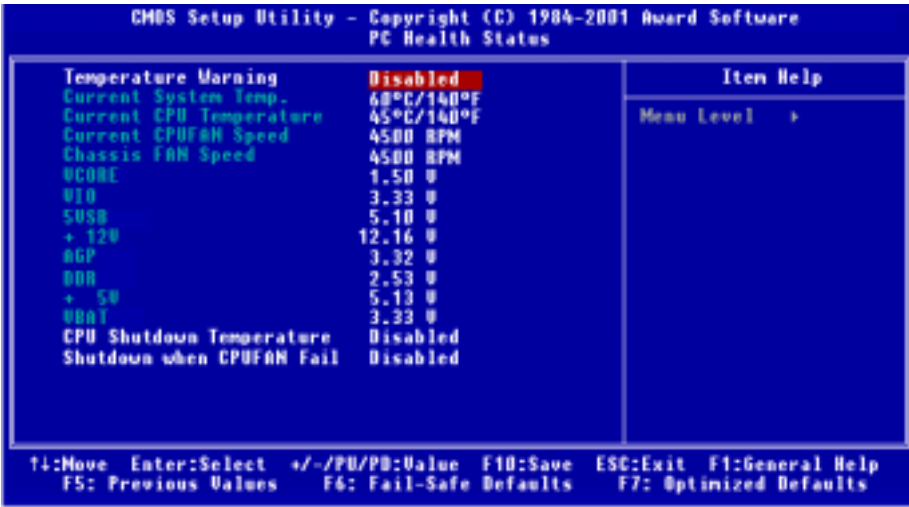 CMOS Setup Utility - Copyright (C) 1984-2001 Award Software
PC Health Status
Temperature Warning Disabled
Current System Temp. 60°C/140°F
Current CPU Temperature 45°C/140°F
Current CPUFAN Speed 4500 RPM
Chassis FAN Speed 4500 RPM
VCORE 1.50 V
VIO 3.33 V
5VSB 5.10 V
+ 12V 12.16 V
AGP 3.32 V
DDR 2.53 V
+ 5V 5.13 V
VBAT 3.33 V
CPU Shutdown Temperature Disabled
Shutdown when CPUFAN Fail Disabled
Item Help
Menu Level ▸
↑↓:Move Enter:Select +/-/PU/PD:Value F10:Save ESC:Exit F1:General Help
F5: Previous Values F6: Fail-Safe Defaults F7: Optimized Defaults